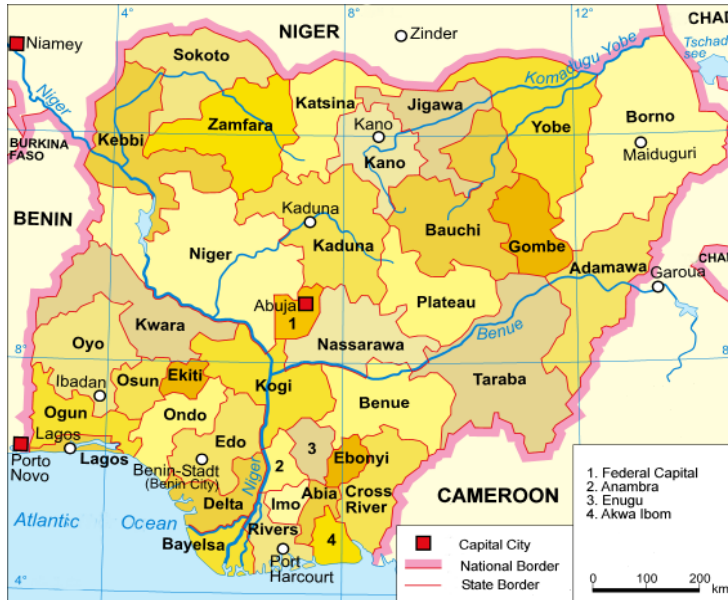 4°
8°
12°
NIGER
Zinder
CHAD
Niamey
Sokoto
Tschad-
see
Komadugu Yobe
Niger
Katsina
Jigawa
Zamfara
Kano
Yobe
Borno
Kebbi
Kano
Maiduguri
BURKINA
FASO
BENIN
Kaduna
Bauchi
Kaduna
Niger
Gombe
CHAD
Adamawa
Garoua
Abuja
1
Plateau
Kwara
Benue
Nassarawa
8°
Oyo
Taraba
Ibadan
Osun
Ekiti
Kogi
Benue
Ogun
Ondo
Lagos
Edo
3
Ebonyi
Porto
Novo
Lagos
Benin-Stadt
(Benin City)
2
Niger
Abia
Cross
River
CAMEROON
1. Federal Capital
2. Anambra
3. Enugu
4. Akwa Ibom
Delta
Imo
Atlantic Ocean
Rivers
4
Bayelsa
Port
Harcourt
Capital City
National Border
State Border
0 100 200 km
4°